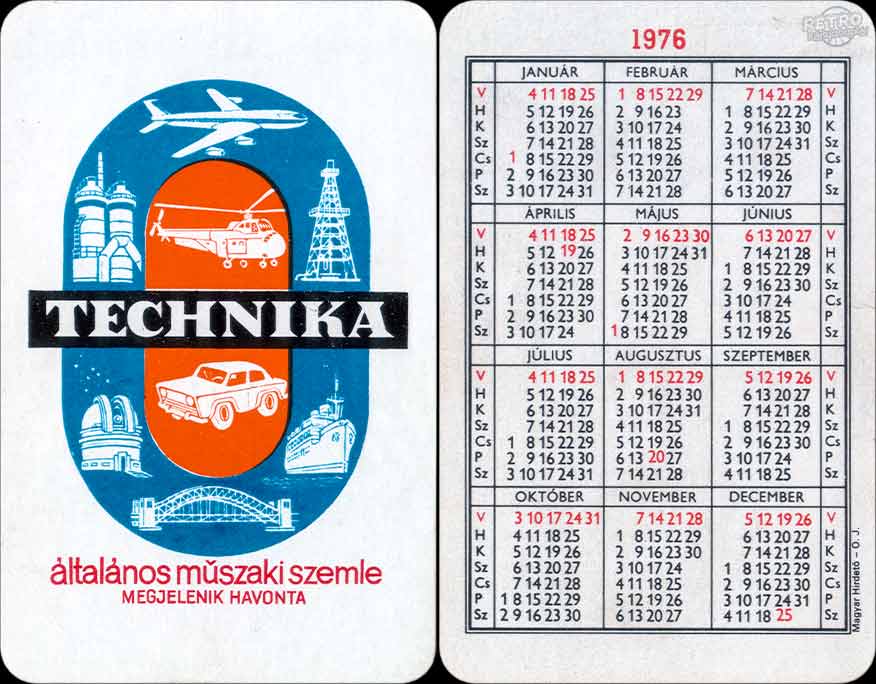 TECHNIKA
általános műszaki szemle
MEGJELENIK HAVONTA
RETRO
1976
JANUÁR FEBRUÁR MÁRCIUS
V 4 11 18 25 1 8 15 22 29 7 14 21 28 V
H 5 12 19 26 2 9 16 23 1 8 15 22 29 H
K 6 13 20 27 3 10 17 24 2 9 16 23 30 K
Sz 7 14 21 28 4 11 18 25 3 10 17 24 31 Sz
Cs 1 8 15 22 29 5 12 19 26 4 11 18 25 Cs
P 2 9 16 23 30 6 13 20 27 5 12 19 26 P
Sz 3 10 17 24 31 7 14 21 28 6 13 20 27 Sz
ÁPRILIS MÁJUS JÚNIUS
V 4 11 18 25 2 9 16 23 30 6 13 20 27 V
H 5 12 19 26 3 10 17 24 31 7 14 21 28 H
K 6 13 20 27 4 11 18 25 1 8 15 22 29 K
Sz 7 14 21 28 5 12 19 26 2 9 16 23 30 Sz
Cs 1 8 15 22 29 6 13 20 27 3 10 17 24 Cs
P 2 9 16 23 30 7 14 21 28 4 11 18 25 P
Sz 3 10 17 24 1 8 15 22 29 5 12 19 26 Sz
JÚLIUS AUGUSZTUS SZEPTEMBER
V 4 11 18 25 1 8 15 22 29 5 12 19 26 V
H 5 12 19 26 2 9 16 23 30 6 13 20 27 H
K 6 13 20 27 3 10 17 24 31 7 14 21 28 K
Sz 7 14 21 28 4 11 18 25 1 8 15 22 29 Sz
Cs 1 8 15 22 29 5 12 19 26 2 9 16 23 30 Cs
P 2 9 16 23 30 6 13 20 27 3 10 17 24 P
Sz 3 10 17 24 31 7 14 21 28 4 11 18 25 Sz
OKTÓBER NOVEMBER DECEMBER
V 3 10 17 24 31 7 14 21 28 5 12 19 26 V
H 4 11 18 25 1 8 15 22 29 6 13 20 27 H
K 5 12 19 26 2 9 16 23 30 7 14 21 28 K
Sz 6 13 20 27 3 10 17 24 1 8 15 22 29 Sz
Cs 7 14 21 28 4 11 18 25 2 9 16 23 30 Cs
P 1 8 15 22 29 5 12 19 26 3 10 17 24 31 P
Sz 2 9 16 23 30 6 13 20 27 4 11 18 25 Sz
Magyar Hirdető – O. J.